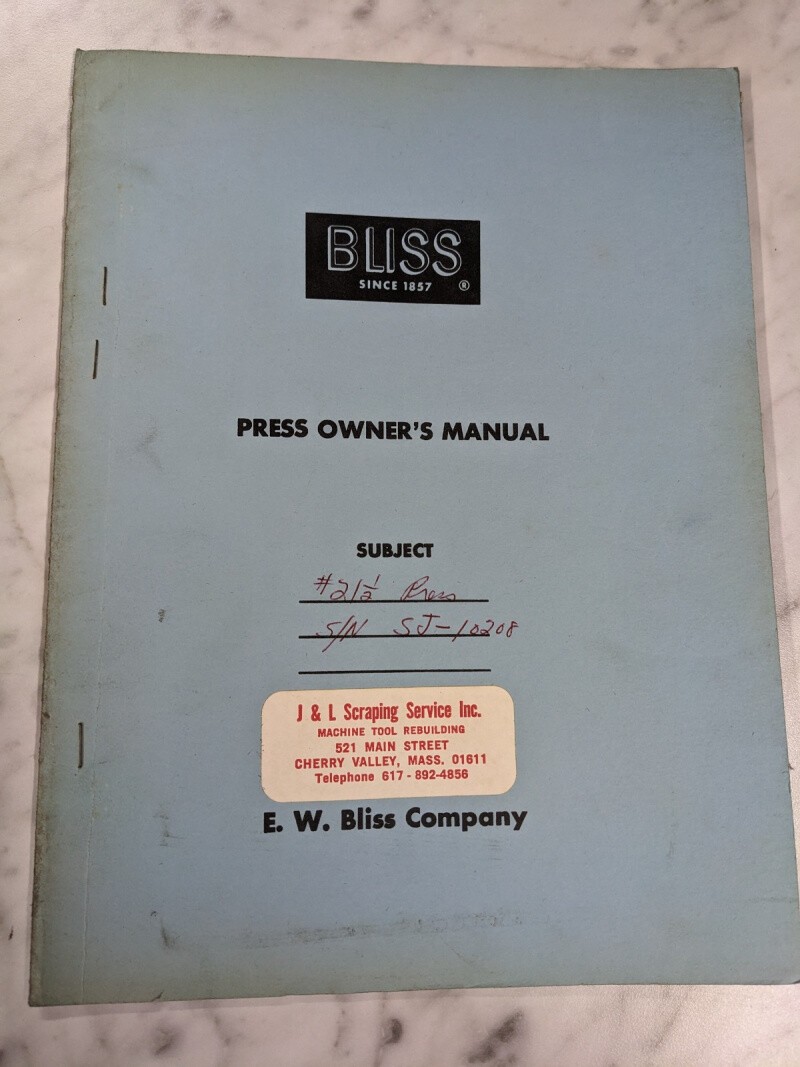 BLISS
SINCE 1857 ®
PRESS OWNER'S MANUAL
SUBJECT
#21½ Press
S/N SJ-10208
J & L Scraping Service Inc.
MACHINE TOOL REBUILDING
521 MAIN STREET
CHERRY VALLEY, MASS. 01611
Telephone 617-892-4856
E. W. Bliss Company